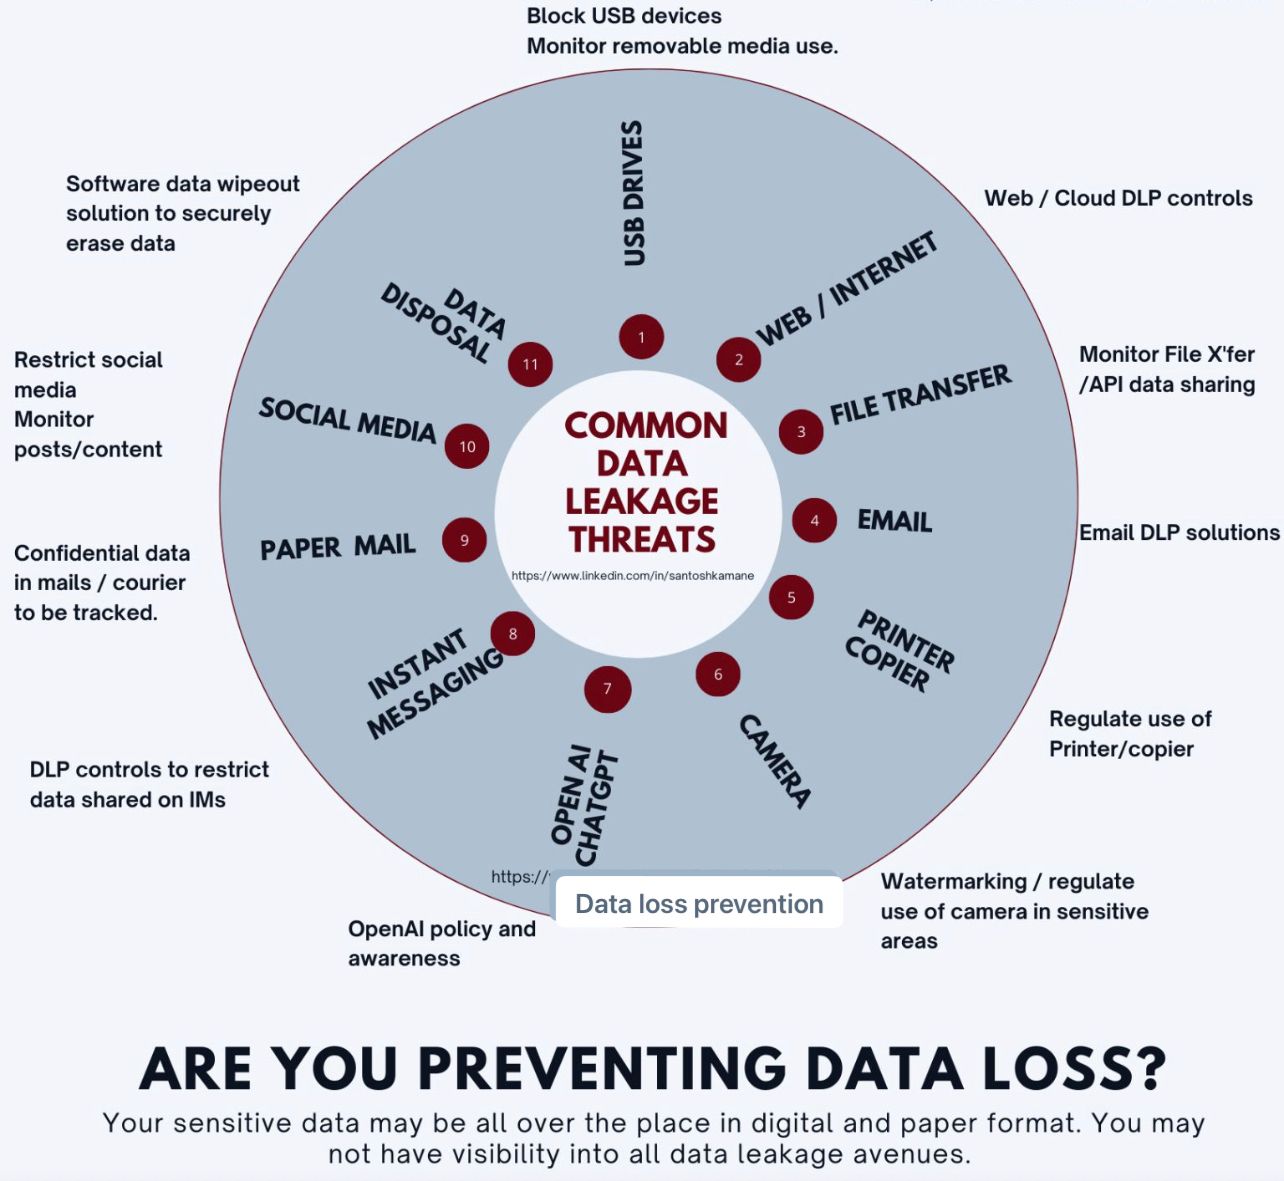 Block USB devices
Monitor removable media use.
USB DRIVES
1
Web / Cloud DLP controls
WEB / INTERNET
2
Monitor File X'fer
/API data sharing
FILE TRANSFER
3
Email DLP solutions
EMAIL
4
Regulate use of
Printer/copier
PRINTER
COPIER
5
Watermarking / regulate
use of camera in sensitive
areas
CAMERA
6
OpenAI policy and
awareness
OPEN AI
CHATGPT
7
DLP controls to restrict
data shared on IMs
INSTANT
MESSAGING
8
Confidential data
in mails / courier
to be tracked.
PAPER MAIL
9
Restrict social
media
Monitor
posts/content
SOCIAL MEDIA
10
Software data wipeout
solution to securely
erase data
DATA
DISPOSAL
11
COMMON
DATA
LEAKAGE
THREATS
https://www.linkedin.com/in/santoshkamane
https://
Data loss prevention
ARE YOU PREVENTING DATA LOSS?
Your sensitive data may be all over the place in digital and paper format. You may
not have visibility into all data leakage avenues.